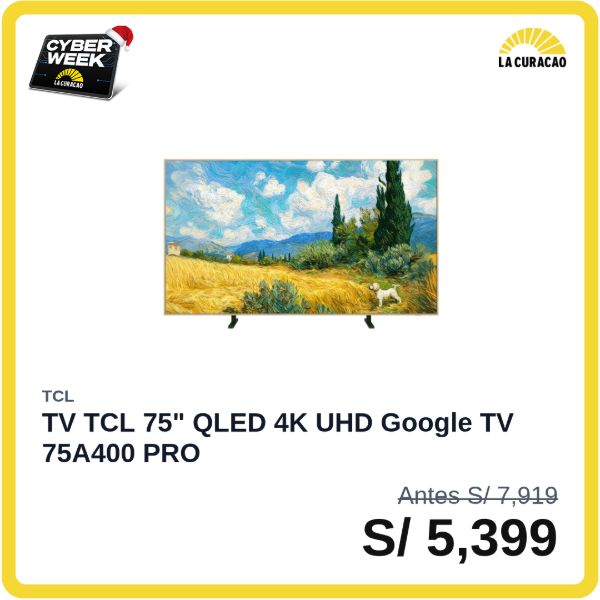 CYBER
WEEK
LA CURACAO
LA CURACAO
TCL
TV TCL 75" QLED 4K UHD Google TV
75A400 PRO
Antes S/ 7,919
S/ 5,399